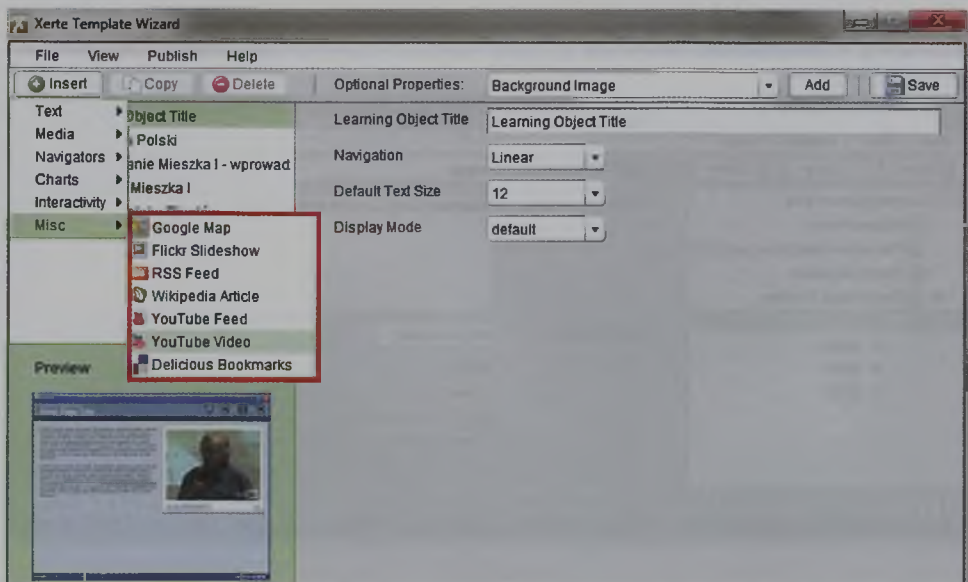 Xerte Template Wizard
File View Publish Help
Insert Copy Delete Optional Properties: Background Image Add Save
Text
Media
Navigators
Charts
Interactivity
Misc
Object Title
Polski
anie Mieszka I - wprowad
Mieszka I
Google Map
Flickr Slideshow
RSS Feed
Wikipedia Article
YouTube Feed
YouTube Video
Delicious Bookmarks
Learning Object Title Learning Object Title
Navigation Linear
Default Text Size 12
Display Mode default
Preview